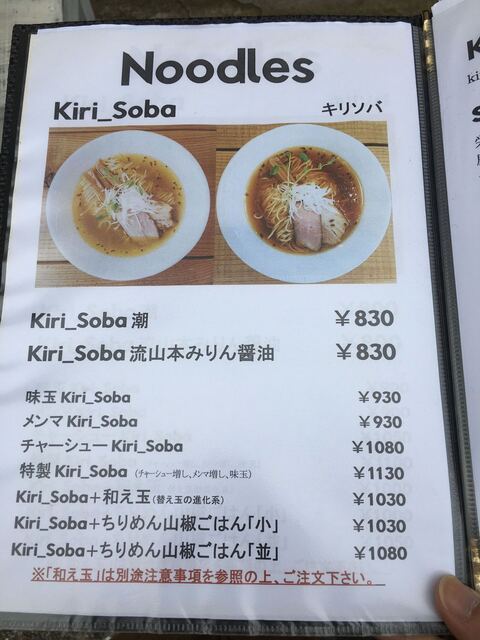 Noodles
Kiri_Soba キリソバ
Kiri_Soba 潮 ￥830
Kiri_Soba 流山本みりん醤油 ￥830
味玉 Kiri_Soba ￥930
メンマ Kiri_Soba ￥930
チャーシュー Kiri_Soba ￥1080
特製 Kiri_Soba （チャーシュー増し、メンマ増し、味玉） ￥1130
Kiri_Soba＋和え玉（替え玉の進化系） ￥1030
Kiri_Soba＋ちりめん山椒ごはん「小」 ￥1030
Kiri_Soba＋ちりめん山椒ごはん「並」 ￥1080
※「和え玉」は別途注意事項を参照の上、ご注文下さい。